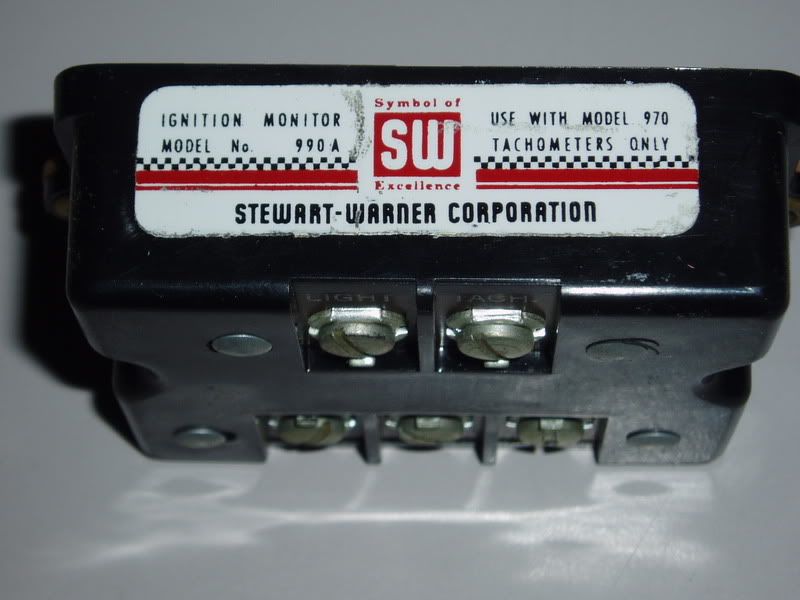 IGNITION MONITOR
MODEL No. 990-A
Symbol of
SW
Excellence
USE WITH MODEL 970
TACHOMETERS ONLY
STEWART-WARNER CORPORATION
LIGHT
TACH.